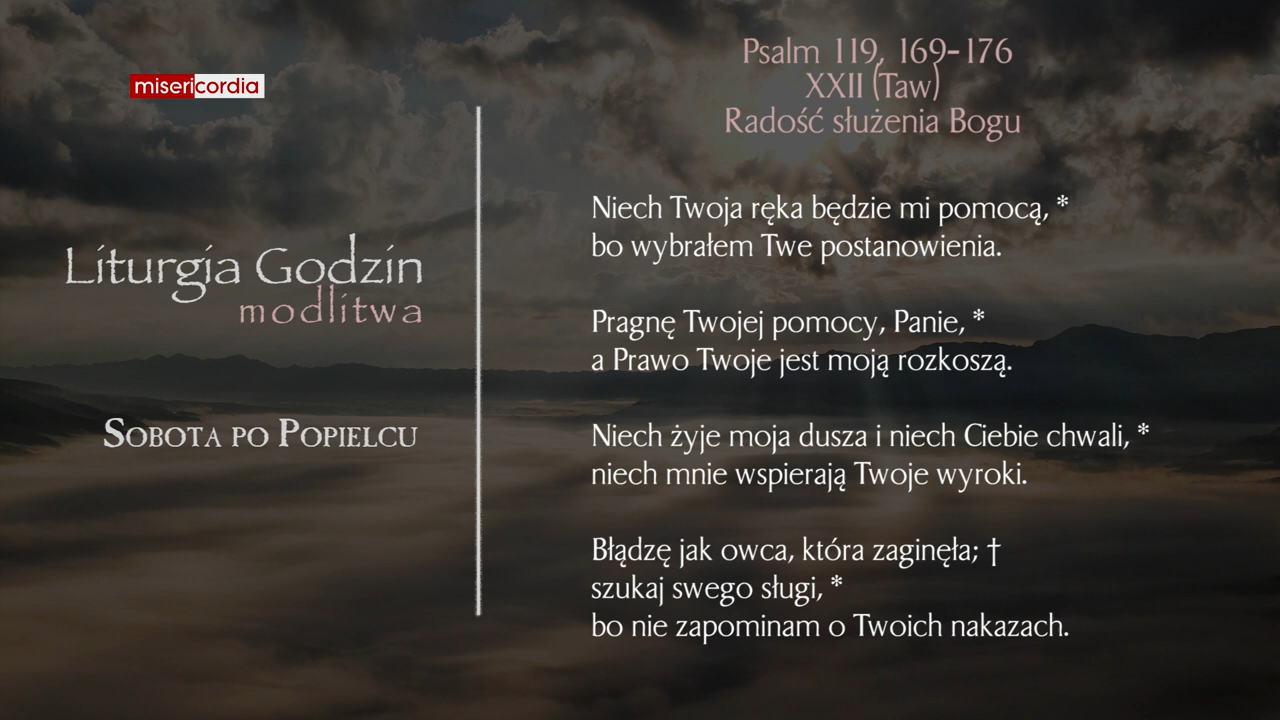 misericordia
Liturgia Godzin
modlitwa
Sobota po Popielcu
Psalm 119, 169-176
XXII (Taw)
Radość służenia Bogu
Niech Twoja ręka będzie mi pomocą, *
bo wybrałem Twe postanowienia.
Pragnę Twojej pomocy, Panie, *
a Prawo Twoje jest moją rozkoszą.
Niech żyje moja dusza i niech Ciebie chwali, *
niech mnie wspierają Twoje wyroki.
Błądzę jak owca, która zaginęła; †
szukaj swego sługi, *
bo nie zapominam o Twoich nakazach.